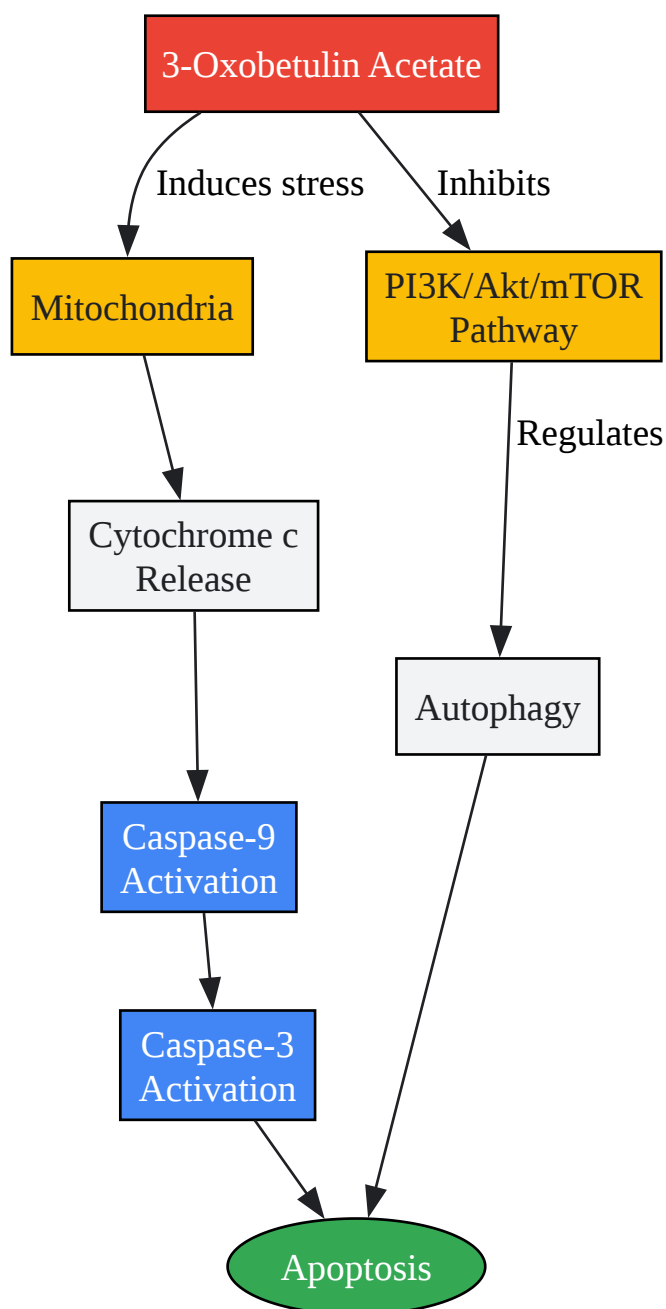 3-Oxobetulin Acetate
Induces stress
Inhibits
Mitochondria
PI3K/Akt/mTOR
Pathway
Regulates
Cytochrome c
Release
Autophagy
Caspase-9
Activation
Caspase-3
Activation
Apoptosis